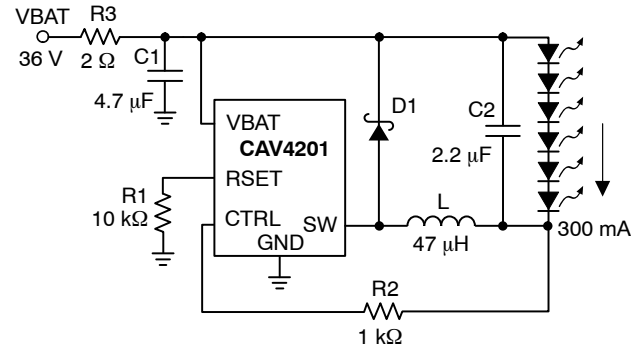 VBAT
R3
36 V
2 Ω
C1
4.7 μF
VBAT
CAV4201
RSET
CTRL
SW
GND
R1
10 kΩ
D1
C2
2.2 μF
L
47 μH
300 mA
R2
1 kΩ